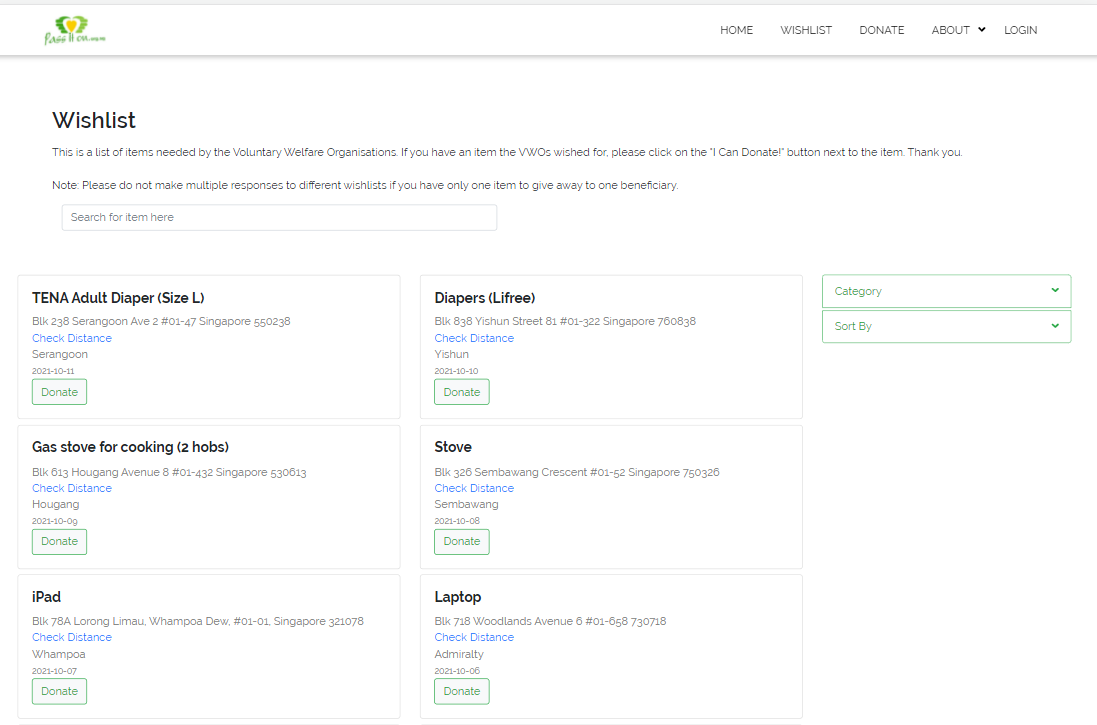 Pass It On
HOME WISHLIST DONATE ABOUT LOGIN
Wishlist
This is a list of items needed by the Voluntary Welfare Organisations. If you have an item the VWOs wished for, please click on the "I Can Donate!" button next to the item. Thank you.
Note: Please do not make multiple responses to different wishlists if you have only one item to give away to one beneficiary.
Search for item here
TENA Adult Diaper (Size L)
Blk 238 Serangoon Ave 2 #01-47 Singapore 550238
Check Distance
Serangoon
2021-10-11
Donate
Diapers (Lifree)
Blk 838 Yishun Street 81 #01-322 Singapore 760838
Check Distance
Yishun
2021-10-10
Donate
Category
Sort By
Gas stove for cooking (2 hobs)
Blk 613 Hougang Avenue 8 #01-432 Singapore 530613
Check Distance
Hougang
2021-10-09
Donate
Stove
Blk 326 Sembawang Crescent #01-52 Singapore 750326
Check Distance
Sembawang
2021-10-08
Donate
iPad
Blk 78A Lorong Limau, Whampoa Dew, #01-01, Singapore 321078
Check Distance
Whampoa
2021-10-07
Donate
Laptop
Blk 718 Woodlands Avenue 6 #01-658 730718
Check Distance
Admiralty
2021-10-06
Donate